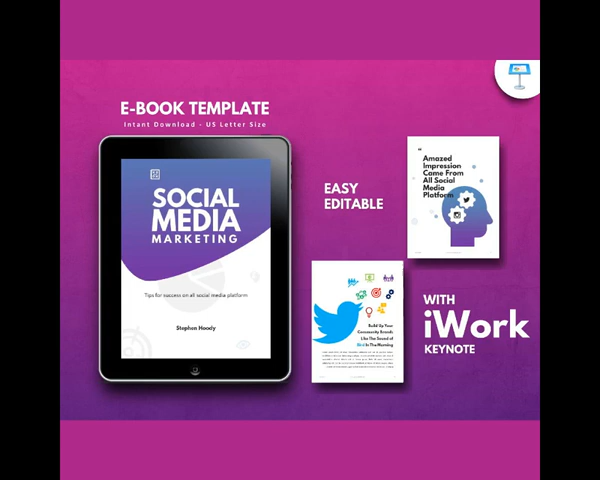 E-BOOK TEMPLATE
Intant Download - US Letter Size
SOCIAL
MEDIA
MARKETING
Tips for success on all social media platform
Stephen Hoody
EASY
EDITABLE
Amazed
Impression
Came From
All Social
Media
Platform
Build Up Your
Community Brands
Like The Sound of
Bird In The Morning
WITH
iWork
KEYNOTE